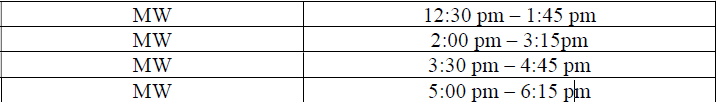 MW 12:30 pm – 1:45 pm
MW 2:00 pm – 3:15pm
MW 3:30 pm – 4:45 pm
MW 5:00 pm – 6:15 pm